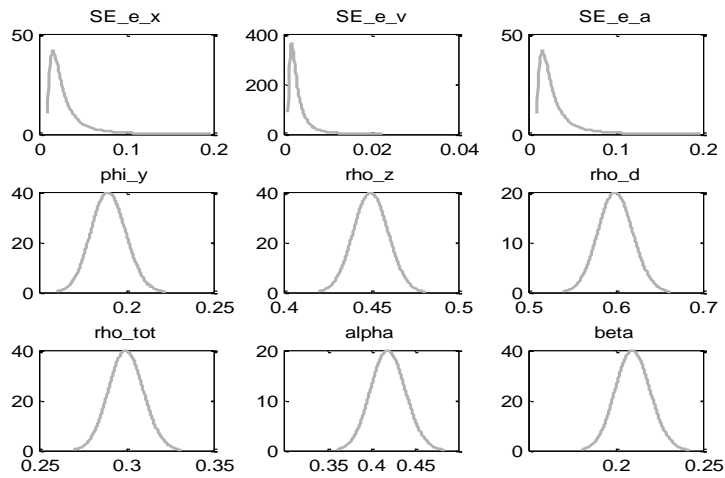 SE_e_x SE_e_v SE_e_a
50 400 50
200
0 0 0
0 0.1 0.2 0 0.02 0.04 0 0.1 0.2
phi_y rho_z rho_d
40 40 20
20 20 10
0 0 0
0.2 0.25 0.4 0.45 0.5 0.5 0.6 0.7
rho_tot alpha beta
40 20 40
20 10 20
0 0 0
0.25 0.3 0.35 0.35 0.4 0.45 0.2 0.25